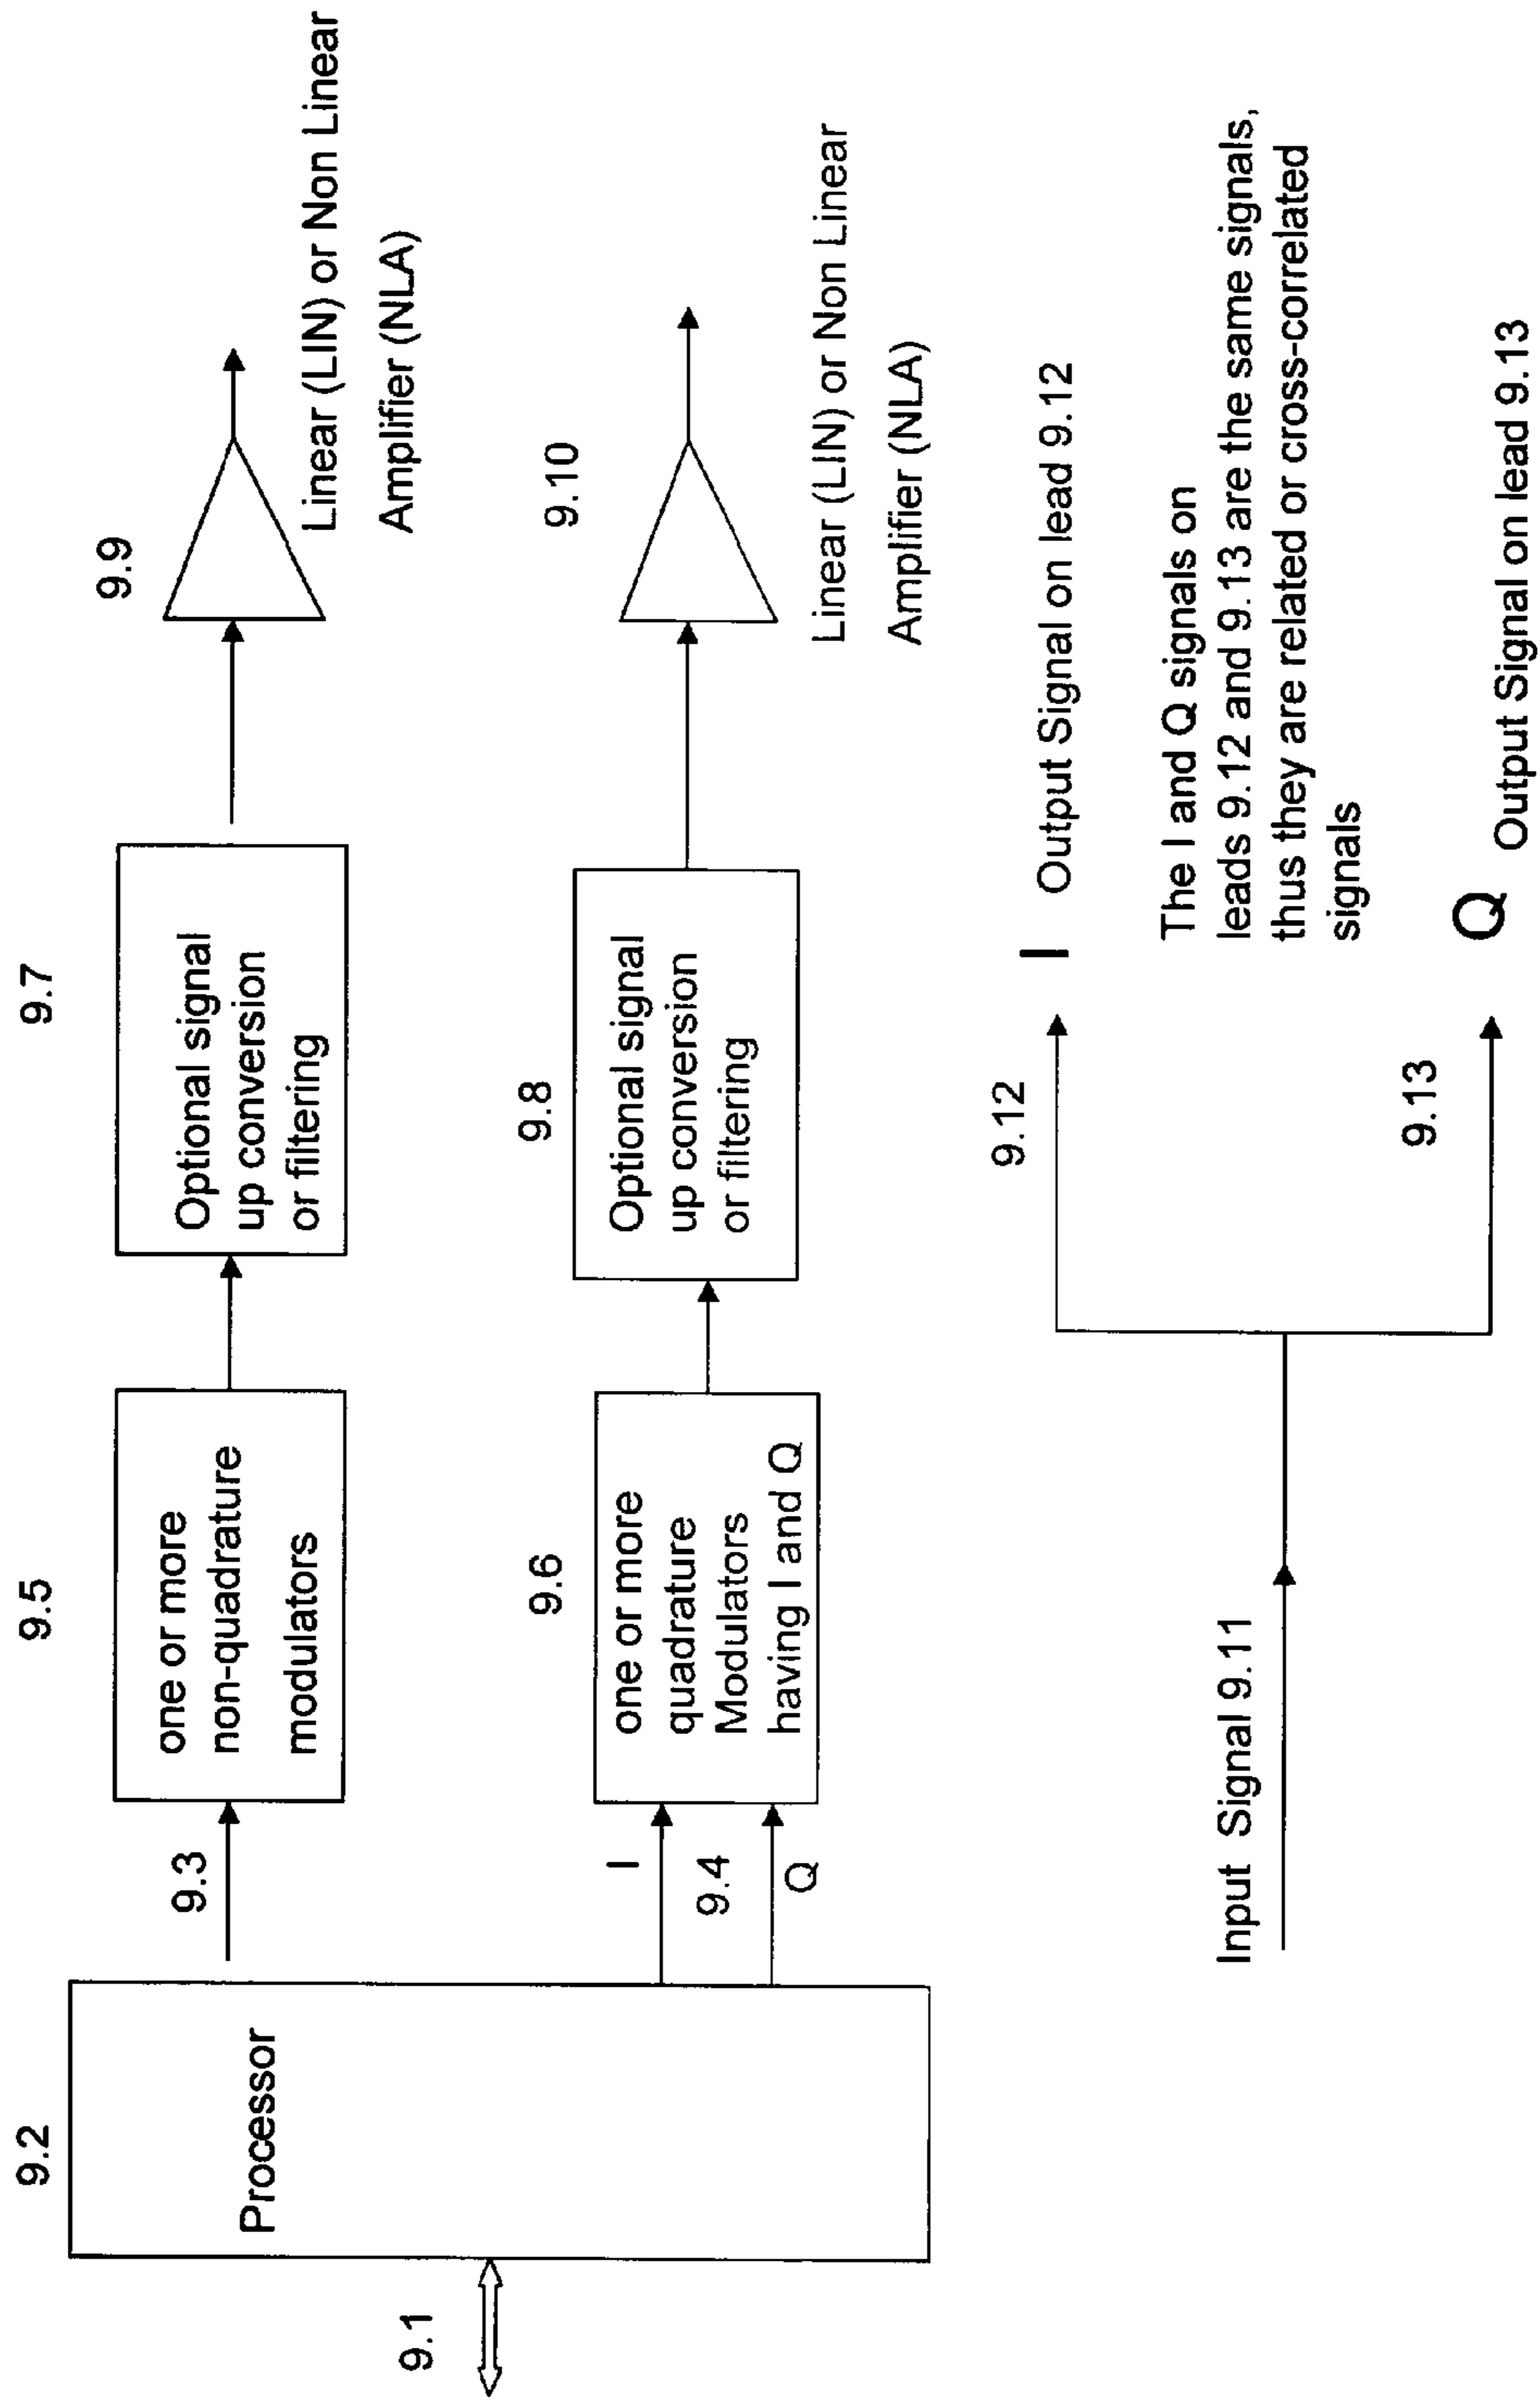 9.2
Processor
9.1
9.3
9.5
one or more
non-quadrature
modulators
9.7
Optional signal
up conversion
or filtering
9.9
Linear (LIN) or Non Linear
Amplifier (NLA)
I
9.4
Q
9.6
one or more
quadrature
Modulators
having I and Q
9.8
Optional signal
up conversion
or filtering
9.10
Linear (LIN) or Non Linear
Amplifier (NLA)
Input Signal 9.11
9.12
I Output Signal on lead 9.12
The I and Q signals on
leads 9.12 and 9.13 are the same signals,
thus they are related or cross-correlated
signals
9.13
Q Output Signal on lead 9.13